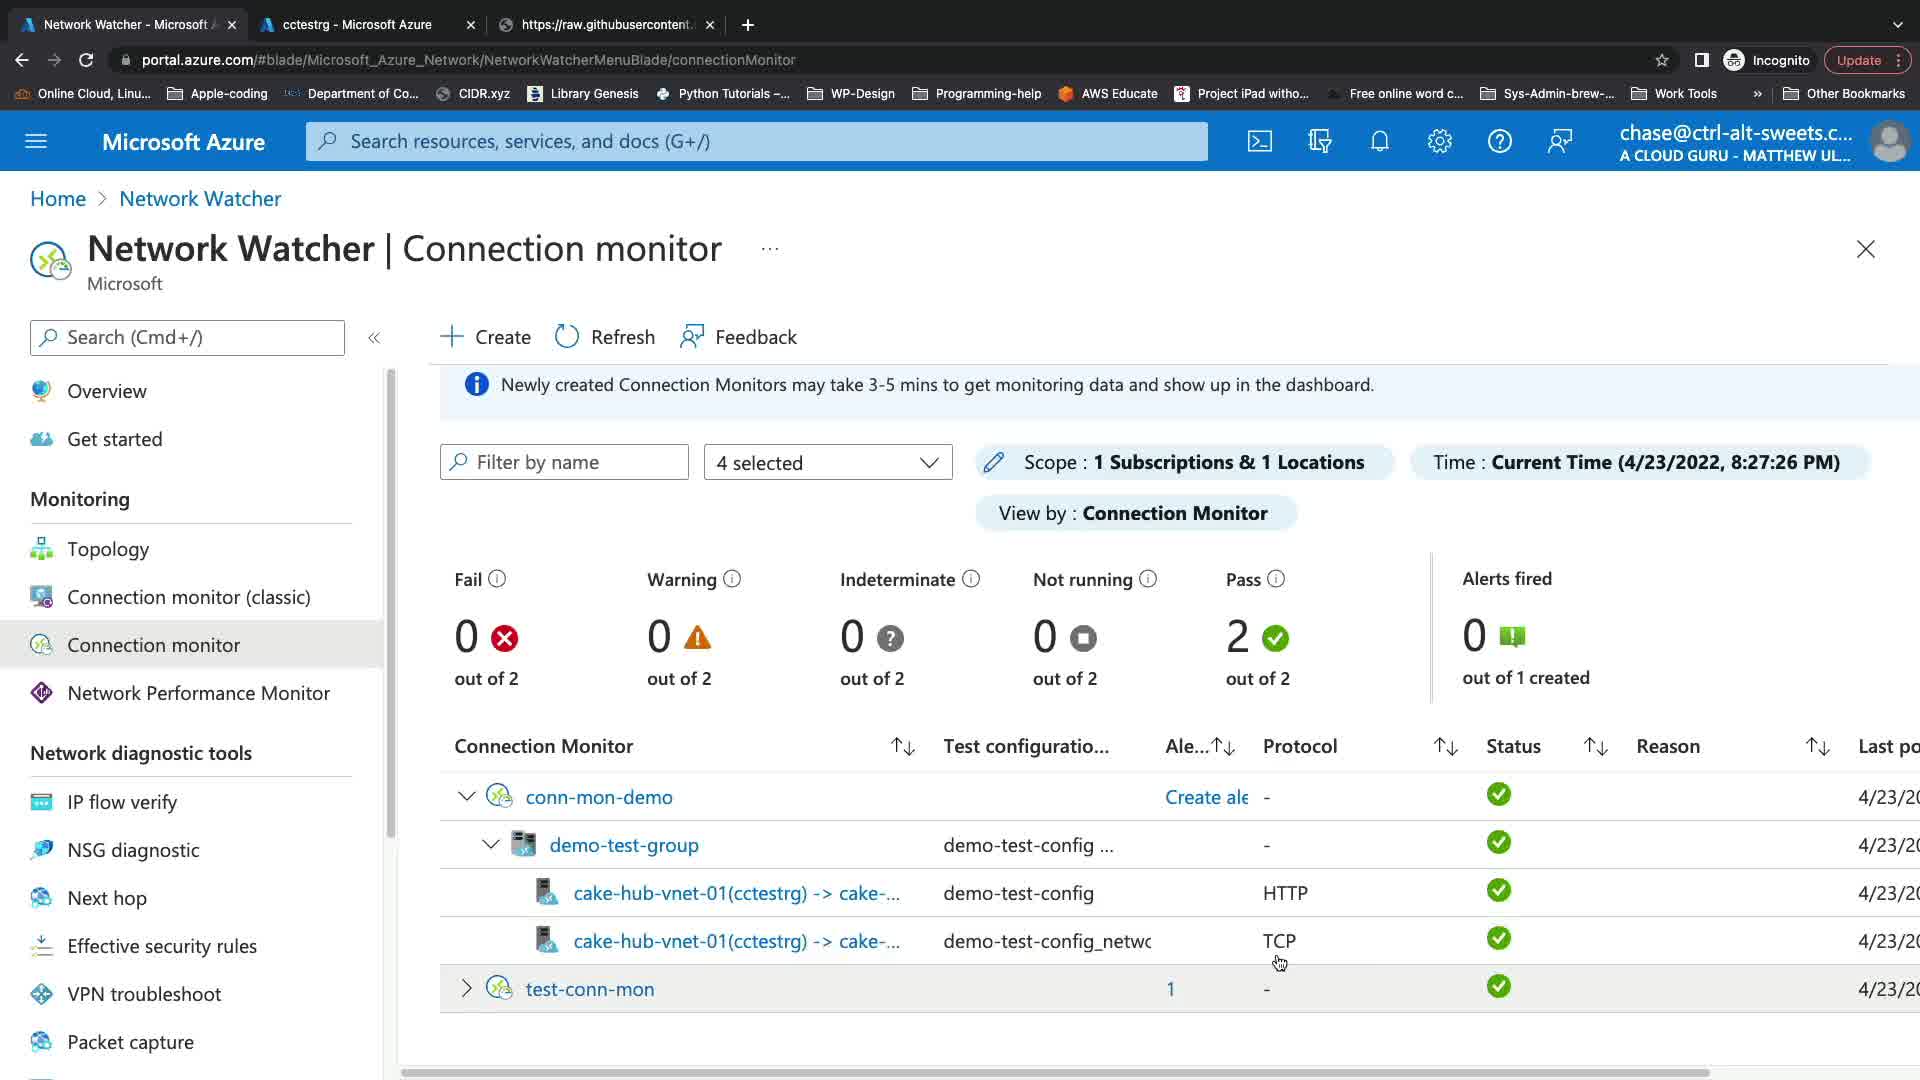 Network Watcher - Microsoft A
cctestrg - Microsoft Azure
https://raw.githubusercontent.
portal.azure.com/#blade/Microsoft_Azure_Network/NetworkWatcherMenuBlade/connectionMonitor
Incognito
Update
Online Cloud, Linu...
Apple-coding
Department of Co...
CIDR.xyz
Library Genesis
Python Tutorials –...
WP-Design
Programming-help
AWS Educate
Project iPad witho...
Free online word c...
Sys-Admin-brew-...
Work Tools
»
Other Bookmarks
Microsoft Azure
Search resources, services, and docs (G+/)
chase@ctrl-alt-sweets.c...
A CLOUD GURU - MATTHEW UL...
Home > Network Watcher
Network Watcher | Connection monitor ...
Microsoft
Search (Cmd+/)
«
Overview
Get started
Monitoring
Topology
Connection monitor (classic)
Connection monitor
Network Performance Monitor
Network diagnostic tools
IP flow verify
NSG diagnostic
Next hop
Effective security rules
VPN troubleshoot
Packet capture
Create
Refresh
Feedback
Newly created Connection Monitors may take 3-5 mins to get monitoring data and show up in the dashboard.
Filter by name
4 selected
Scope : 1 Subscriptions & 1 Locations
Time : Current Time (4/23/2022, 8:27:26 PM)
View by : Connection Monitor
Fail
0
out of 2
Warning
0
out of 2
Indeterminate
0
out of 2
Not running
0
out of 2
Pass
2
out of 2
Alerts fired
0
out of 1 created
Connection Monitor Test configuratio... Ale... Protocol Status Reason Last po
conn-mon-demo Create ale - 4/23/20
demo-test-group demo-test-config ... - 4/23/20
cake-hub-vnet-01(cctestrg) -> cake-... demo-test-config HTTP 4/23/20
cake-hub-vnet-01(cctestrg) -> cake-... demo-test-config_netwo TCP 4/23/20
test-conn-mon 1 - 4/23/20